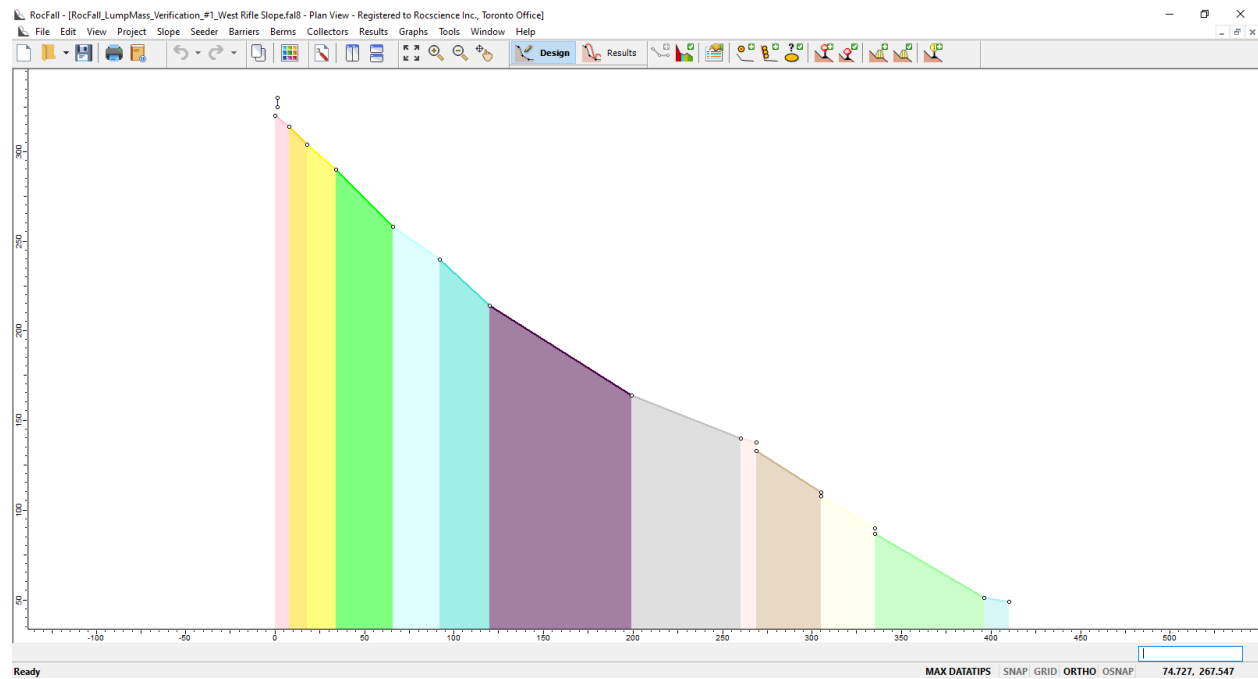 RocFall - [RocFall_LumpMass_Verification_#1_West Rifle Slope.fal8 - Plan View - Registered to Rocscience Inc., Toronto Office]
File Edit View Project Slope Seeder Barriers Berms Collectors Results Graphs Tools Window Help
Design Results
300
250
200
150
100
50
-100 -50 0 50 100 150 200 250 300 350 400 450 500
Ready MAX DATATIPS SNAP GRID ORTHO OSNAP 74.727, 267.547